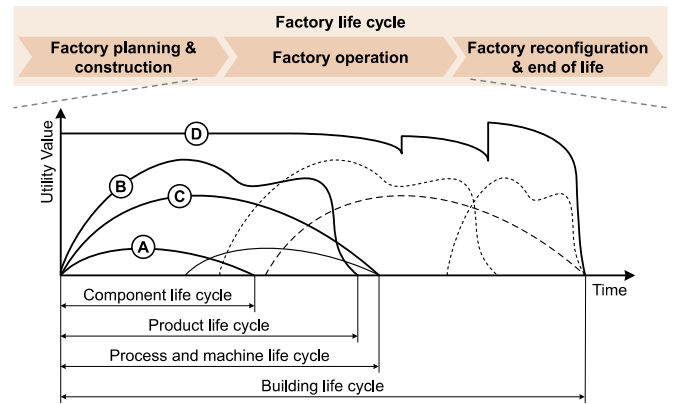 Factory life cycle
Factory planning &
construction
Factory operation
Factory reconfiguration
& end of life
Utility Value
D
B
C
A
Time
Component life cycle
Product life cycle
Process and machine life cycle
Building life cycle